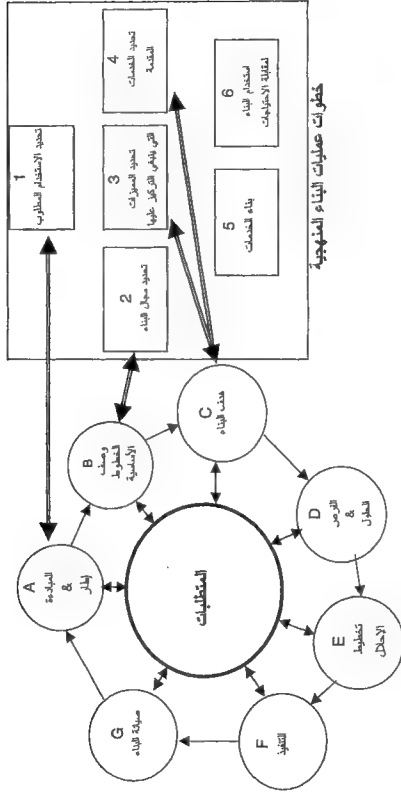 A
إطار
&
المبادءة
B
وصف
الخطوط
الأساسية
C
هدف البناء
D
الحلول & الفرص
E
تخطيط
الإحلال
F
التنفيذ
G
صيانة البناء
المتطلبات
1
تحديد الاستخدام المطلوب
2
تحديد مجال البناء
3
تحديد المميزات
التي ينبغي التركيز عليها
4
تحديد الخدمات
المقدمة
5
بناء الخدمات
6
استخدام البناء
لمقابلة الاحتياجات
خطوات عمليات البناء المنهجية